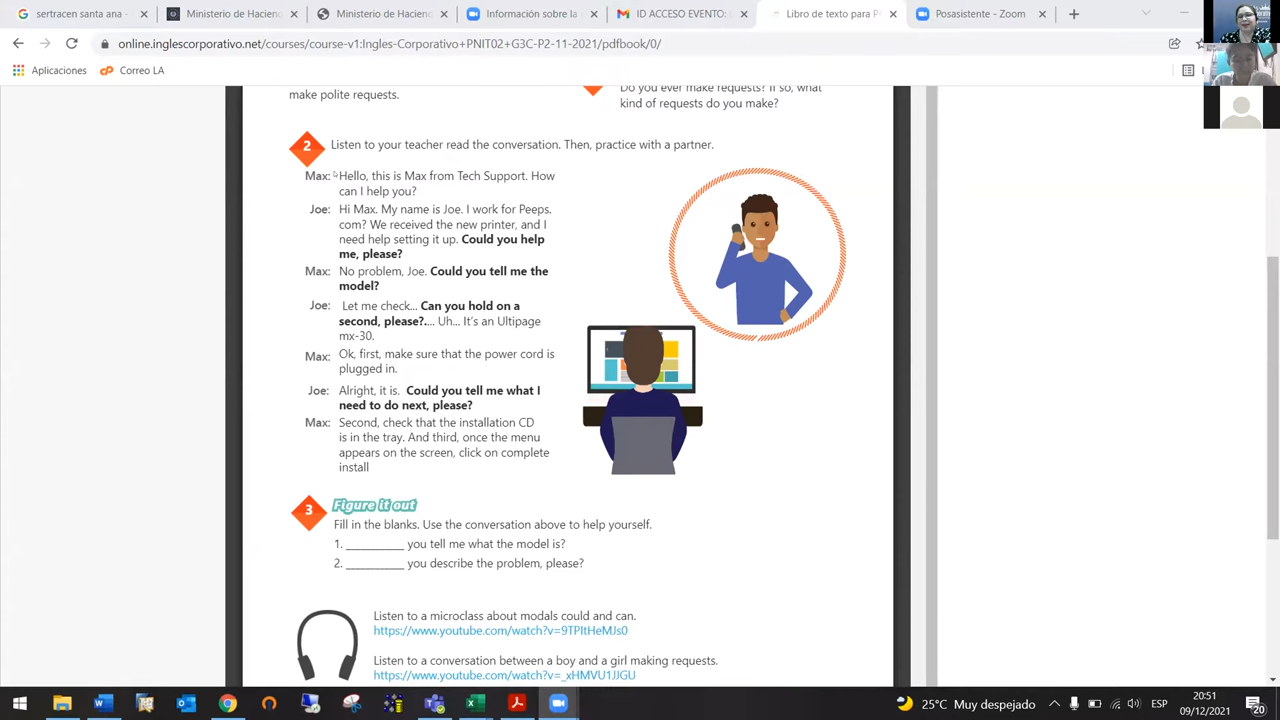 sertracen santa ana -
Ministerio de Hacien
Ministerio de Hacien
Información sobre la
ID ACCESO EVENTO:
Libro de texto para P
Posasistente - Zoom
online.inglescorporativo.net/courses/course-v1:Ingles-Corporativo+PNIT02+G3C-P2-11-2021/pdfbook/0/
Aplicaciones
Correo LA
make polite requests.
Do you ever make requests? If so, what
kind of requests do you make?
2
Listen to your teacher read the conversation. Then, practice with a partner.
Max: Hello, this is Max from Tech Support. How
can I help you?
Joe: Hi Max. My name is Joe. I work for Peeps.
com? We received the new printer, and I
need help setting it up. Could you help
me, please?
Max: No problem, Joe. Could you tell me the
model?
Joe: Let me check... Can you hold on a
second, please?.... Uh... It's an Ultipage
mx-30.
Max: Ok, first, make sure that the power cord is
plugged in.
Joe: Alright, it is. Could you tell me what I
need to do next, please?
Max: Second, check that the installation CD
is in the tray. And third, once the menu
appears on the screen, click on complete
install
3
Figure it out
Fill in the blanks. Use the conversation above to help yourself.
1. ___________ you tell me what the model is?
2. ___________ you describe the problem, please?
Listen to a microclass about modals could and can.
https://www.youtube.com/watch?v=9TPItHeMJs0
Listen to a conversation between a boy and a girl making requests.
https://www.youtube.com/watch?v=_xHMVU1JJGU
25°C Muy despejado
ESP
20:51
09/12/2021
20